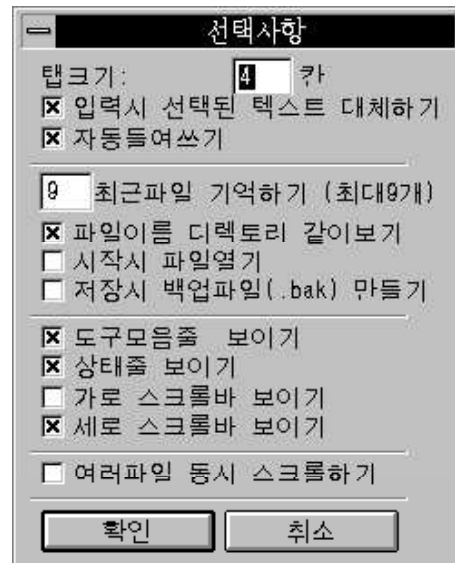 선택사항
탭크기: 4 칸
입력시 선택된 텍스트 대체하기
자동들여쓰기
9 최근파일 기억하기 (최대9개)
파일이름 디렉토리 같이보기
시작시 파일열기
저장시 백업파일(.bak) 만들기
도구모음줄 보이기
상태줄 보이기
가로 스크롤바 보이기
세로 스크롤바 보이기
여러파일 동시 스크롤하기
확인 취소